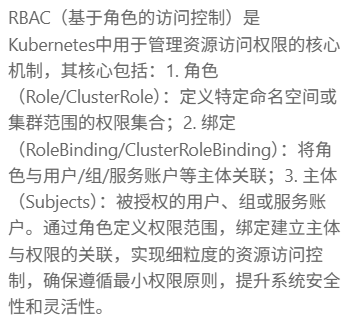 RBAC（基于角色的访问控制）是
Kubernetes中用于管理资源访问权限的核心
机制，其核心包括：1. 角色
（Role/ClusterRole）：定义特定命名空间或
集群范围的权限集合；2. 绑定
（RoleBinding/ClusterRoleBinding）：将角
色与用户/组/服务账户等主体关联；3. 主体
（Subjects）：被授权的用户、组或服务账
户。通过角色定义权限范围，绑定建立主体
与权限的关联，实现细粒度的资源访问控
制，确保遵循最小权限原则，提升系统安全
性和灵活性。